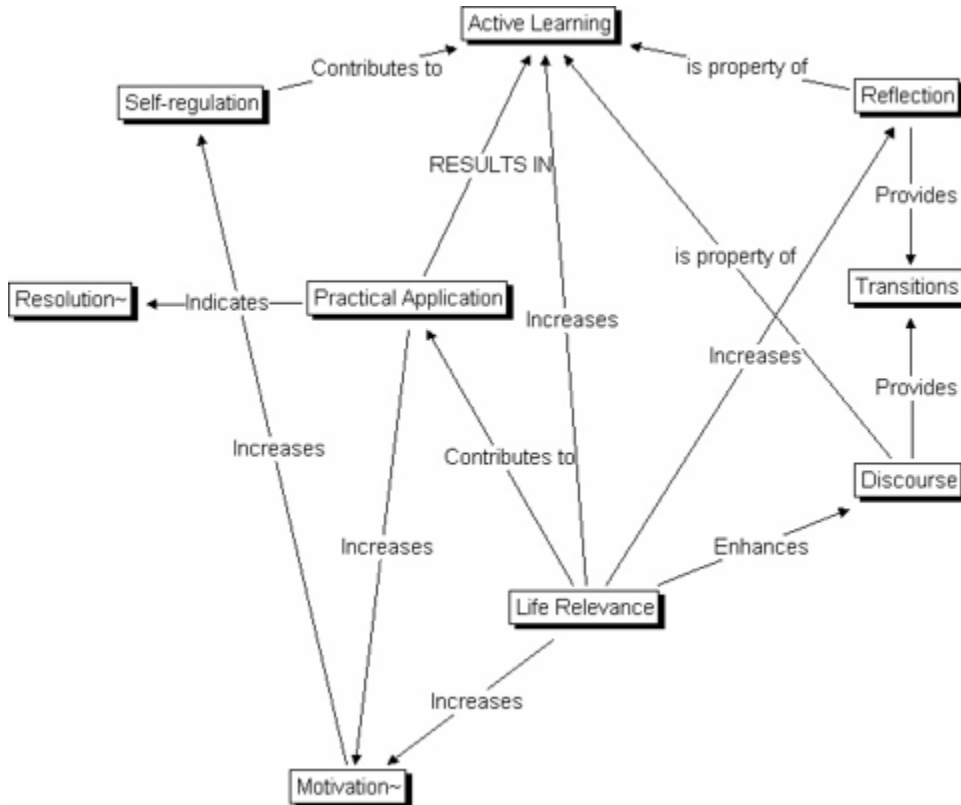 Active Learning
Contributes to
is property of
Self-regulation
Reflection
RESULTS IN
Provides
is property of
Resolution~
Indicates
Practical Application
Transitions
Increases
Increases
Provides
Increases
Contributes to
Discourse
Increases
Enhances
Life Relevance
Increases
Motivation~